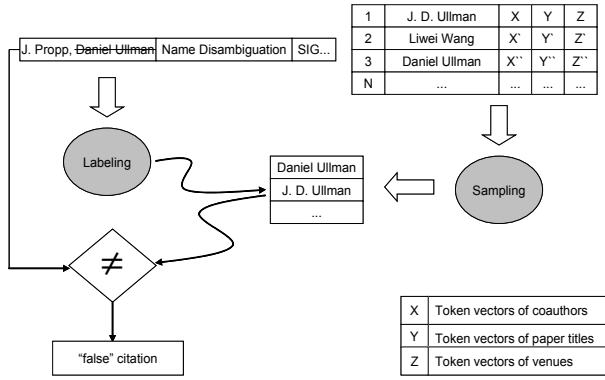 1 J. D. Ullman X Y Z
2 Liwei Wang X` Y` Z`
3 Daniel Ullman X`` Y`` Z``
N ... ... ... ...
J. Propp, Daniel Ullman Name Disambiguation SIG...
Labeling
Daniel Ullman
J. D. Ullman
...
Sampling
≠
"false" citation
X Token vectors of coauthors
Y Token vectors of paper titles
Z Token vectors of venues